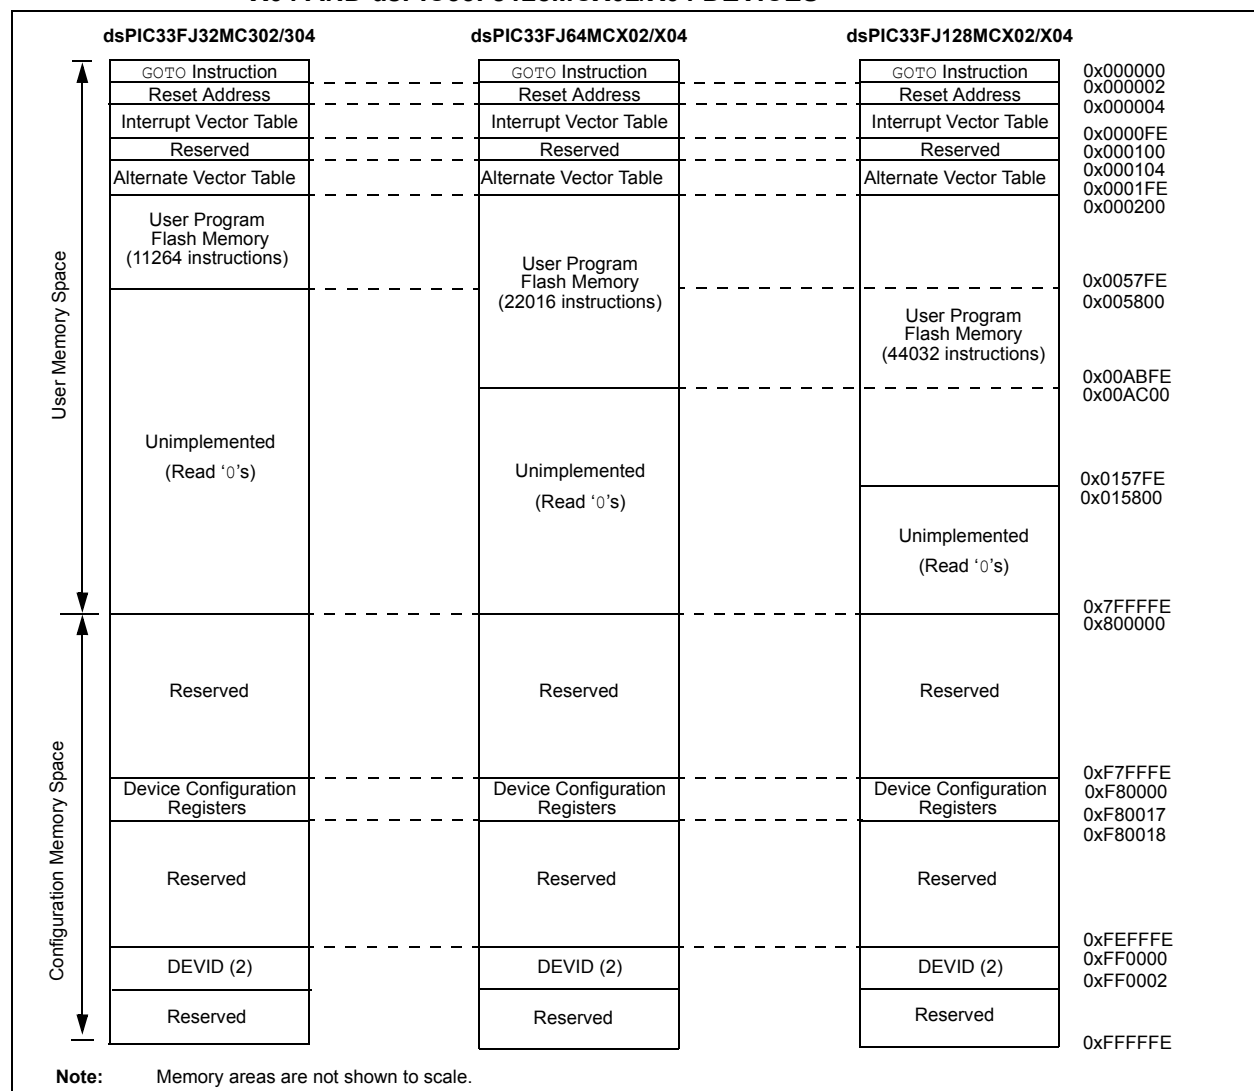 dsPIC33FJ32MC302/304
dsPIC33FJ64MCX02/X04
dsPIC33FJ128MCX02/X04
GOTO Instruction
GOTO Instruction
GOTO Instruction
0x000000
Reset Address
Reset Address
Reset Address
0x000002
0x000004
Interrupt Vector Table
Interrupt Vector Table
Interrupt Vector Table
0x0000FE
Reserved
Reserved
Reserved
0x000100
0x000104
Alternate Vector Table
Alternate Vector Table
Alternate Vector Table
0x0001FE
0x000200
User Memory Space
User Program
Flash Memory
(11264 instructions)
User Program
Flash Memory
(22016 instructions)
User Program
Flash Memory
(44032 instructions)
0x0057FE
0x005800
0x00ABFE
0x00AC00
Unimplemented
(Read ‘0’s)
Unimplemented
(Read ‘0’s)
Unimplemented
(Read ‘0’s)
0x0157FE
0x015800
0x7FFFFE
0x800000
Configuration Memory Space
Reserved
Reserved
Reserved
0xF7FFFE
0xF80000
Device Configuration
Registers
Device Configuration
Registers
Device Configuration
Registers
0xF80017
0xF80018
Reserved
Reserved
Reserved
0xFEFFFE
0xFF0000
DEVID (2)
DEVID (2)
DEVID (2)
0xFF0002
Reserved
Reserved
Reserved
0xFFFFFE
Note: Memory areas are not shown to scale.